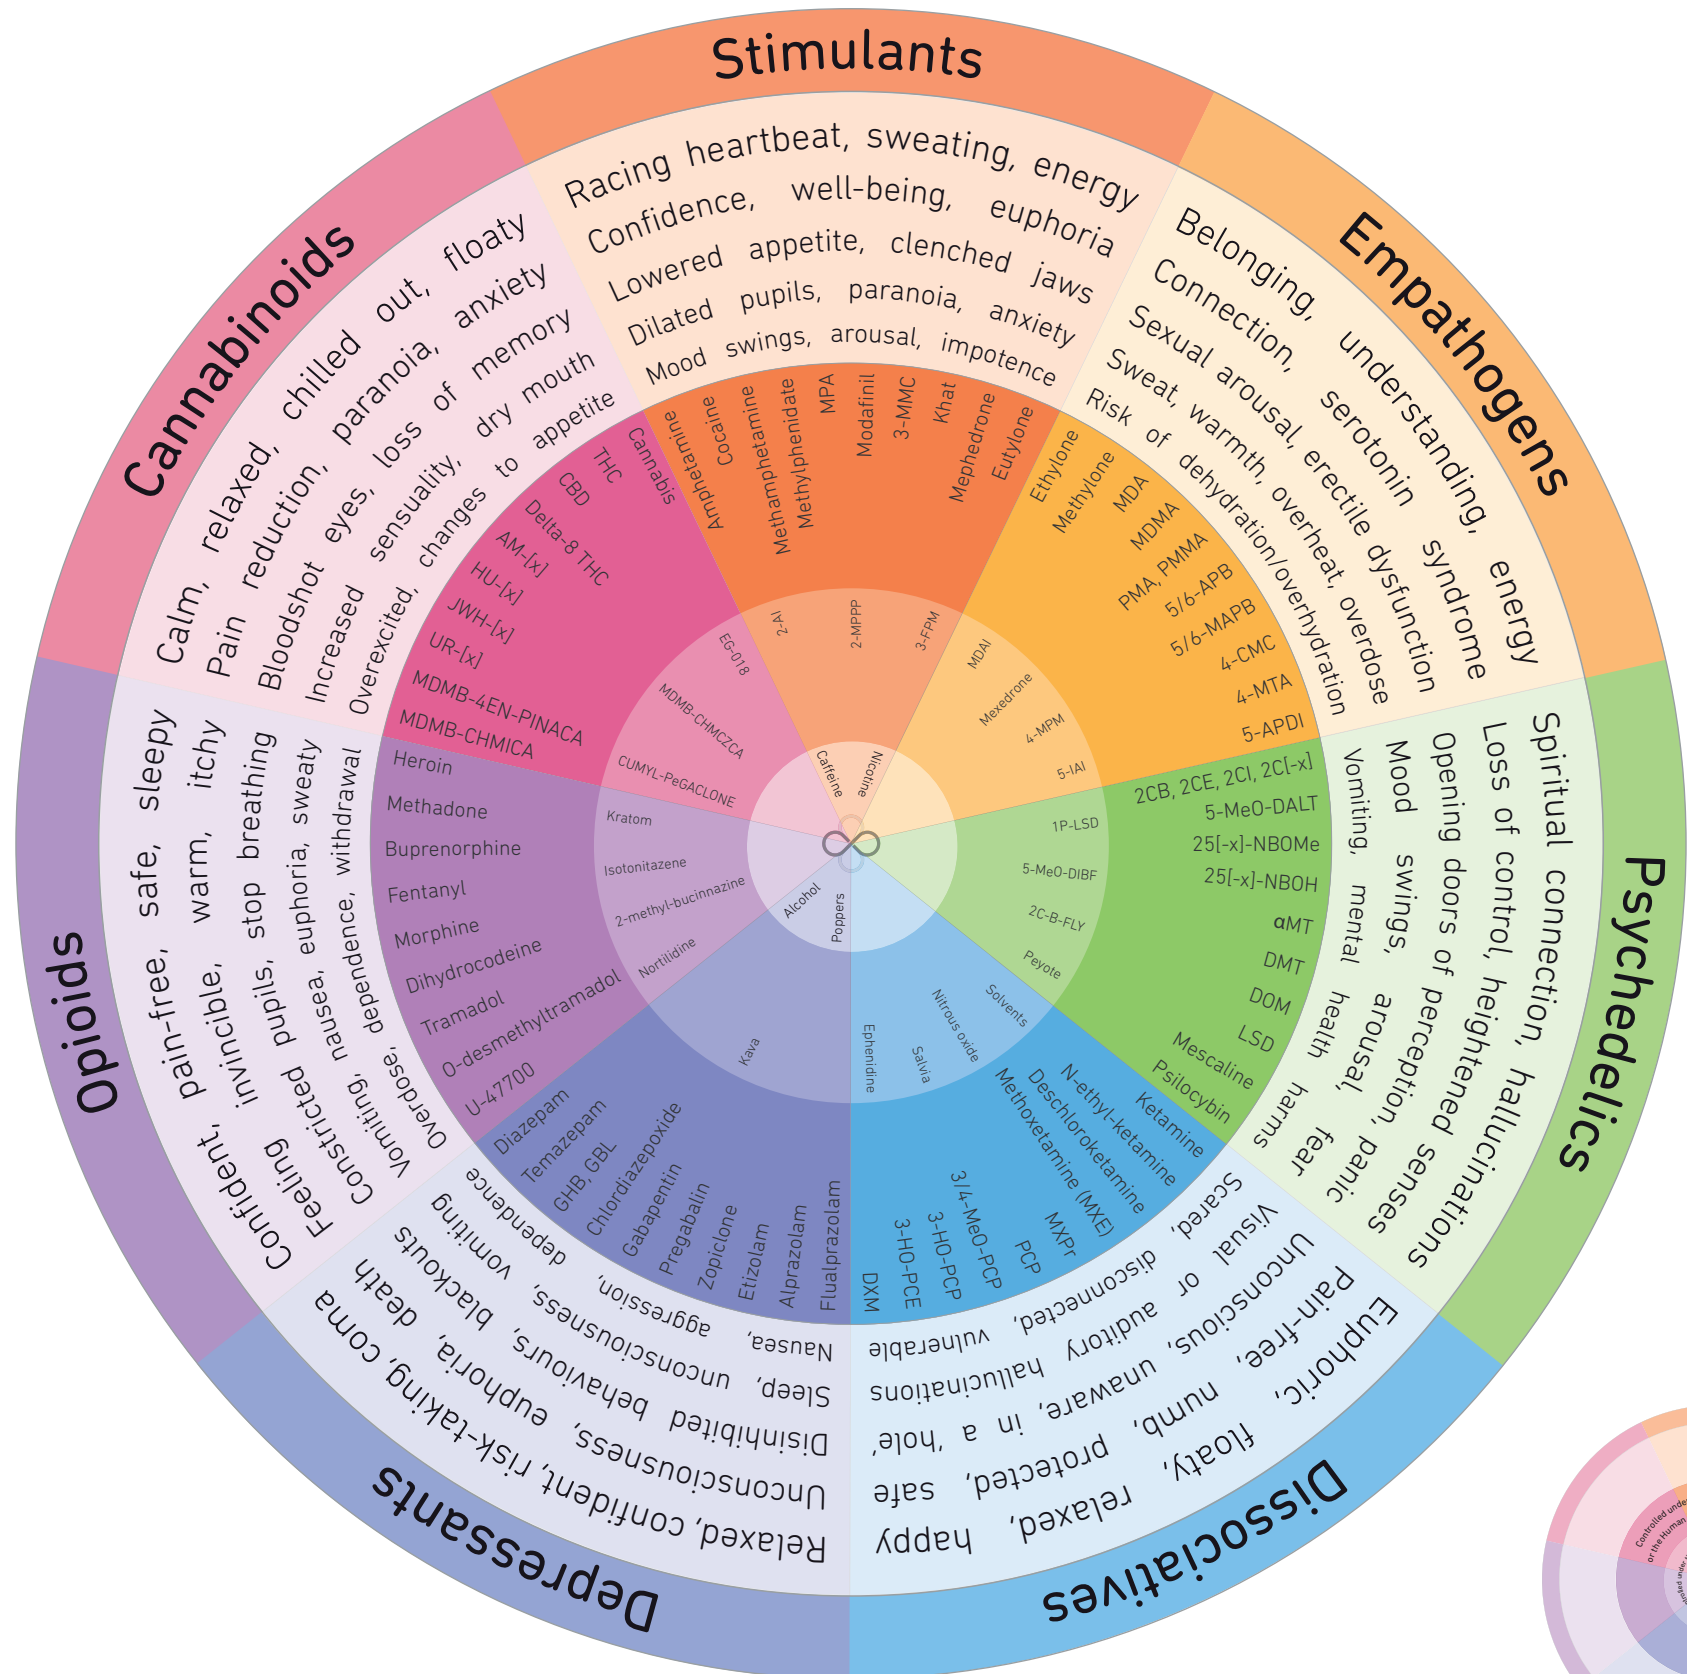 Stimulants
Racing heartbeat, sweating, energy
Confidence, well-being, euphoria
Lowered appetite, clenched jaws
Dilated pupils, paranoia, anxiety
Mood swings, arousal, impotence
Amphetamine
Cocaine
Methamphetamine
Methylphenidate
MPA
Modafinil
3-MMC
Khat
Mephedrone
Eutylone
2-AI
2-MPPP
3-FPM
Caffeine
Nicotine
Empathogens
Belonging, understanding, energy
Connection, serotonin syndrome
Sexual arousal, erectile dysfunction
Sweat, warmth, overheat, overdose
Risk of dehydration/overhydration
Ethylone
Methylone
MDA
MDMA
PMA, PMMA
5/6-APB
5/6-MAPB
4-CMC
4-MTA
5-APDI
MDAI
Mexedrone
4-MPM
5-IAI
Psychedelics
Spiritual connection, hallucinations
Loss of control, heightened senses
Opening doors of perception, panic
Mood swings, arousal, fear
Vomiting, mental health harms
2CB, 2CE, 2CI, 2C[-x]
5-MeO-DALT
25[-x]-NBOMe
25[-x]-NBOH
αMT
DMT
DOM
LSD
Mescaline
Psilocybin
1P-LSD
5-MeO-DIBF
2C-B-FLY
Peyote
Dissociatives
Euphoric, floaty, relaxed, happy
Pain-free, numb, protected, safe
Unconscious, unaware, in a 'hole'
Visual or auditory hallucinations
Scared, disconnected, vulnerable
Ketamine
N-ethyl-ketamine
Deschloroketamine
Methoxetamine (MXE)
MXPr
PCP
3/4-MeO-PCP
3-HO-PCP
3-HO-PCE
DXM
Solvents
Nitrous oxide
Salvia
Ephenidine
Depressants
Relaxed, confident, risk-taking, coma
Unconsciousness, euphoria, death
Disinhibited behaviours, blackouts
Sleep, unconsciousness, vomiting
Nausea, aggression, dependence
Diazepam
Temazepam
GHB, GBL
Chlordiazepoxide
Gabapentin
Pregabalin
Zopiclone
Etizolam
Alprazolam
Flualprazolam
Kava
Alcohol
Poppers
Opioids
Confident, pain-free, safe, sleepy
Feeling invincible, warm, itchy
Constricted pupils, stop breathing
Vomiting, nausea, euphoria, sweaty
Overdose, dependence, withdrawal
Heroin
Methadone
Buprenorphine
Fentanyl
Morphine
Dihydrocodeine
Tramadol
O-desmethyltramadol
U-47700
Kratom
Isotonitazene
2-methyl-bucinnazine
Nortilidine
Cannabinoids
Calm, relaxed, chilled out, floaty
Pain reduction, paranoia, anxiety
Bloodshot eyes, loss of memory
Increased sensuality, dry mouth
Overexcited, changes to appetite
Cannabis
THC
CBD
Delta-8 THC
AM-[x]
HU-[x]
JWH-[x]
UR-[x]
MDMB-4EN-PINACA
MDMB-CHMICA
EG-018
MDMB-CHMCZCA
CUMYL-PeGACLONE
Controlled unde
or the Human